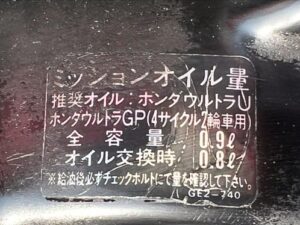 ミッションオイル量
推奨オイル：ホンダウルトラU
ホンダウルトラGP(4サイクル2輪車用)
全容量 0.9ℓ
オイル交換時：0.8ℓ
※給油後必ずチェックボルトにて量を確認して下さい。
GE2-740